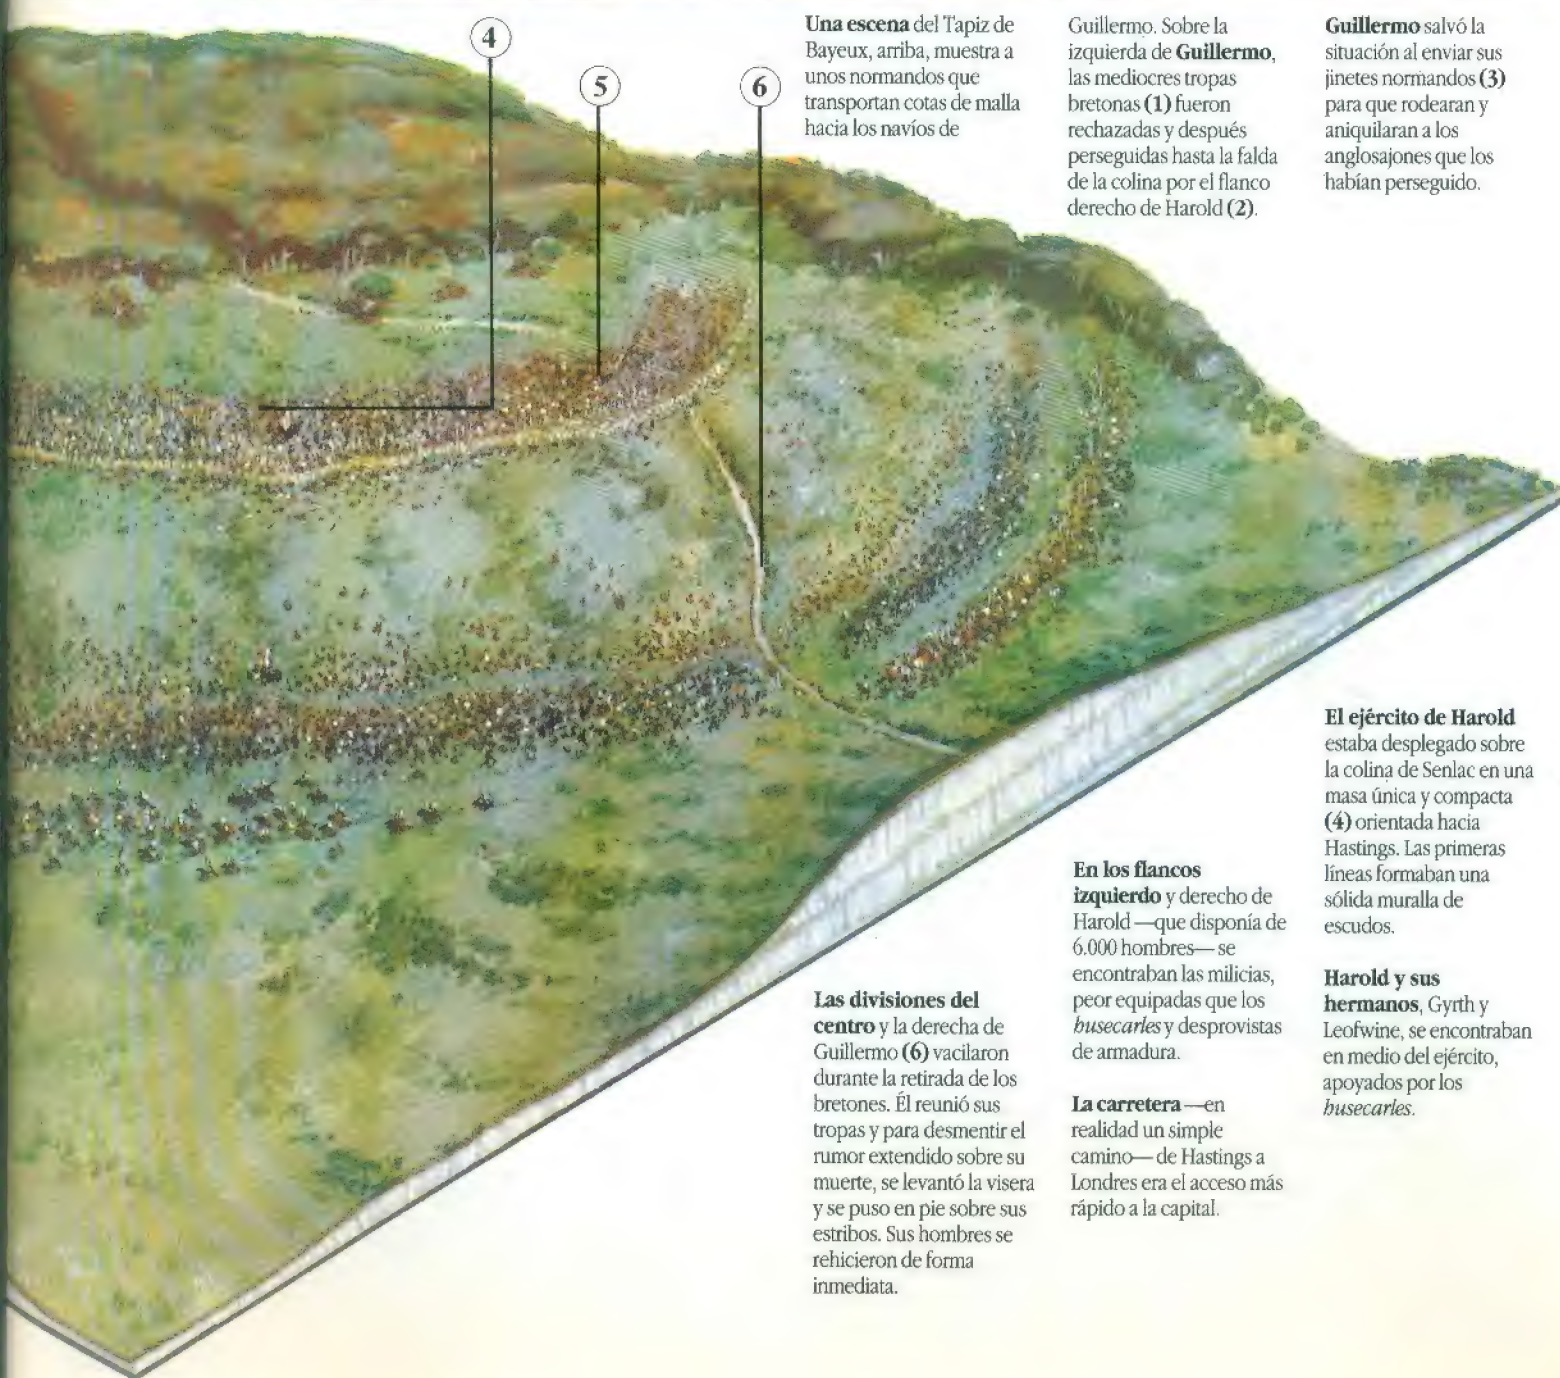 4
5
6
Una escena del Tapiz de
Bayeux, arriba, muestra a
unos normandos que
transportan cotas de malla
hacia los navíos de
Guillermo. Sobre la
izquierda de Guillermo,
las mediocres tropas
bretonas (1) fueron
rechazadas y después
perseguidas hasta la falda
de la colina por el flanco
derecho de Harold (2).
Guillermo salvó la
situación al enviar sus
jinetes normandos (3)
para que rodearan y
aniquilaran a los
anglosajones que los
habían perseguido.
Las divisiones del
centro y la derecha de
Guillermo (6) vacilaron
durante la retirada de los
bretones. Él reunió sus
tropas y para desmentir el
rumor extendido sobre su
muerte, se levantó la visera
y se puso en pie sobre sus
estribos. Sus hombres se
rehicieron de forma
inmediata.
En los flancos
izquierdo y derecho de
Harold —que disponía de
6.000 hombres— se
encontraban las milicias,
peor equipadas que los
busecarles y desprovistas
de armadura.
La carretera —en
realidad un simple
camino— de Hastings a
Londres era el acceso más
rápido a la capital.
El ejército de Harold
estaba desplegado sobre
la colina de Senlac en una
masa única y compacta
(4) orientada hacia
Hastings. Las primeras
líneas formaban una
sólida muralla de
escudos.
Harold y sus
hermanos, Gyrth y
Leofwine, se encontraban
en medio del ejército,
apoyados por los
busecarles.